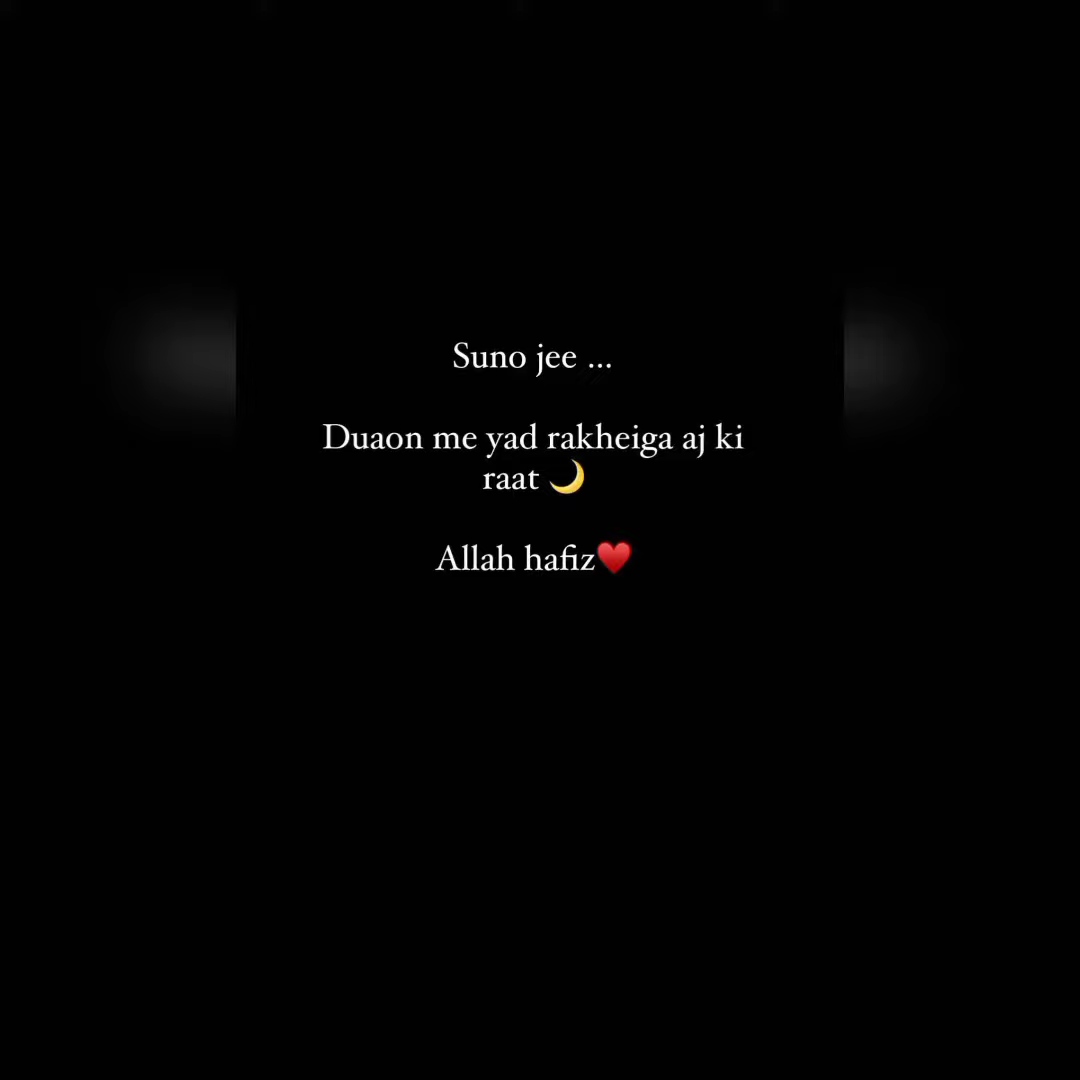 Suno jee ...
Duaon me yad rakheiga aj ki
raat 🌙
Allah hafiz♥️